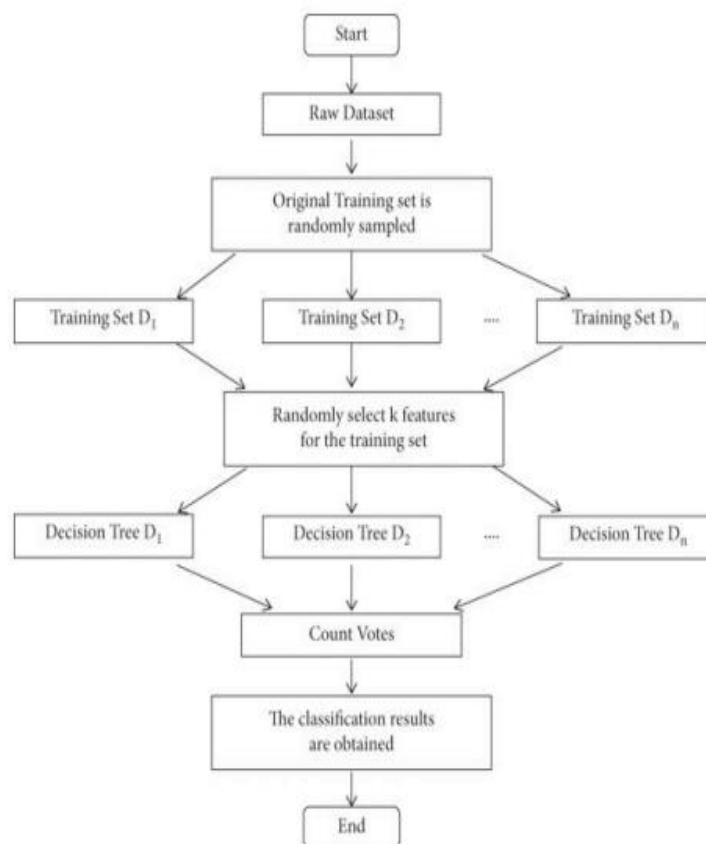 Start
Raw Dataset
Original Training set is
randomly sampled
Training Set D₁
Training Set D₂
....
Training Set Dₙ
Randomly select k features
for the training set
Decision Tree D₁
Decision Tree D₂
....
Decision Tree Dₙ
Count Votes
The classification results
are obtained
End